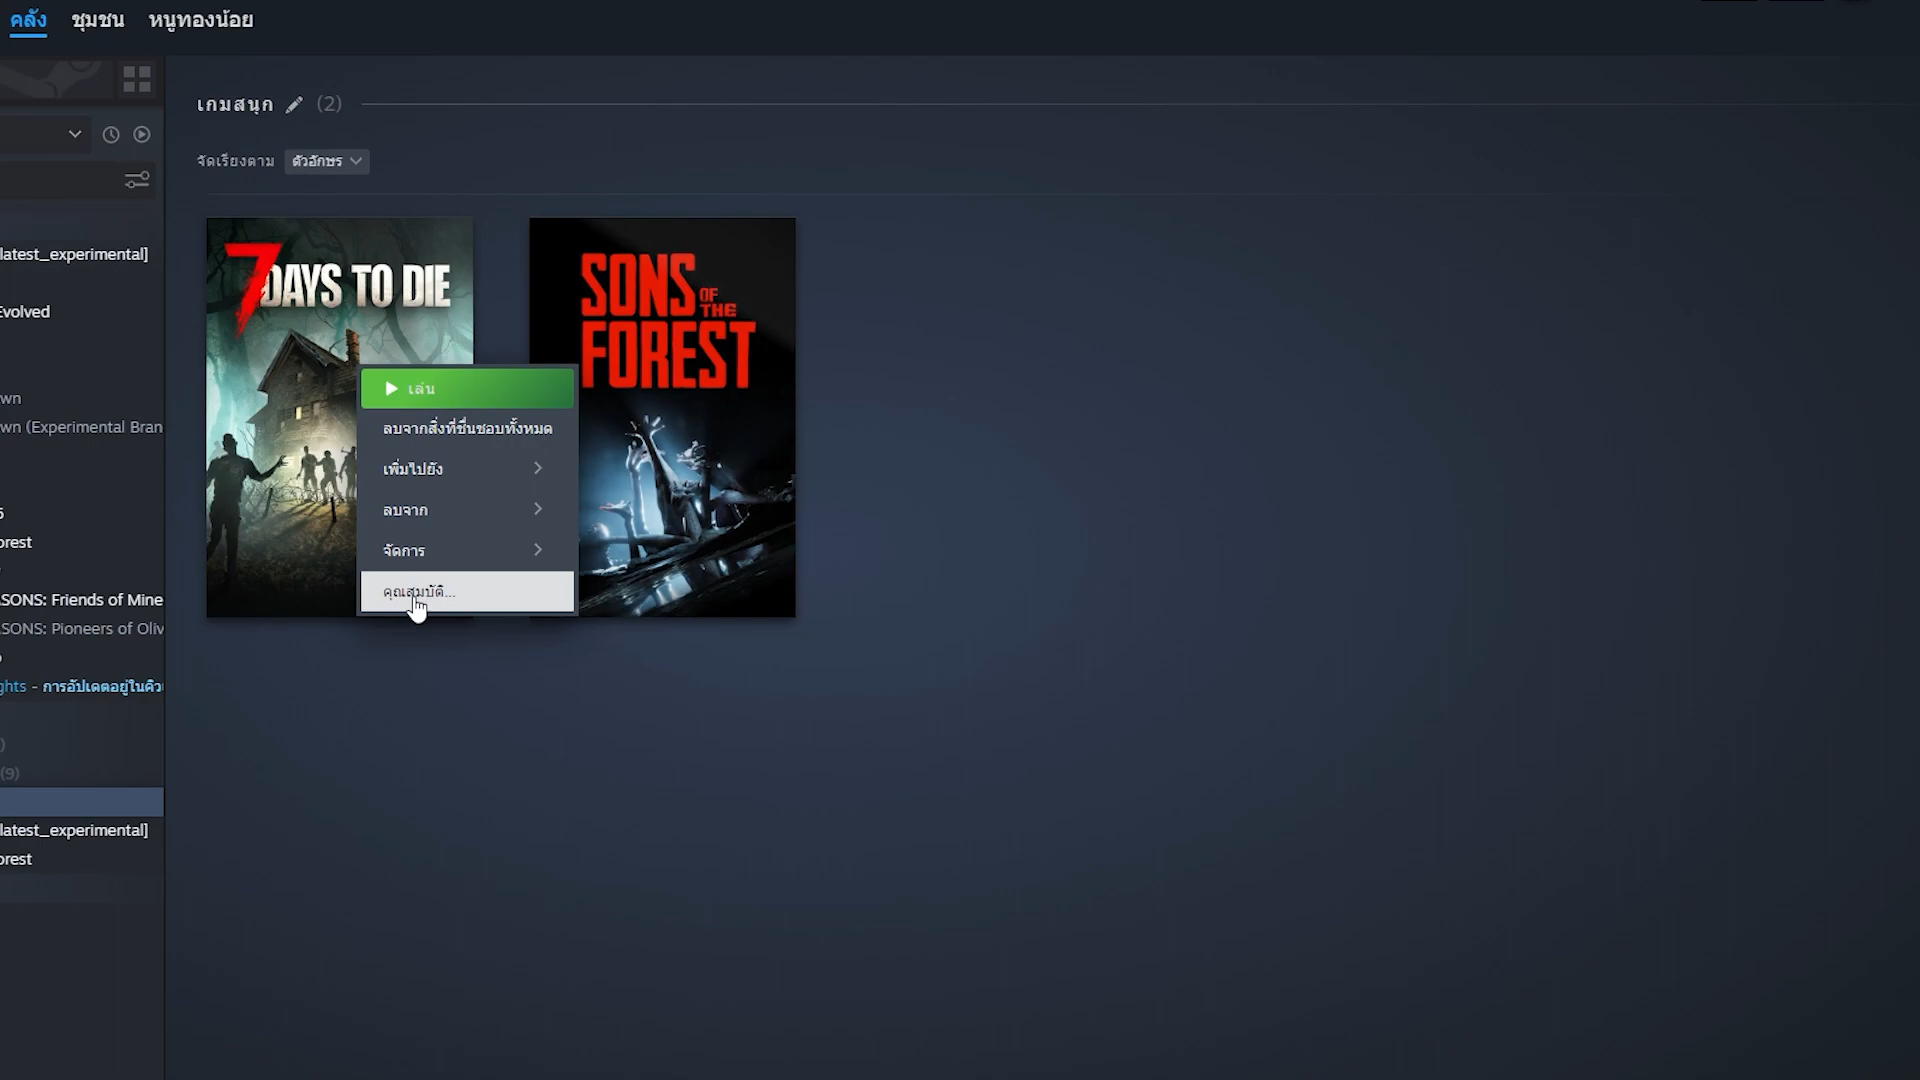 คลัง ชุมชน หนูทองน้อย
เกมสนุก (2)
จัดเรียงตาม ตัวอักษร
latest_experimental]
Evolved
wn
wn (Experimental Bran
orest
SONS: Friends of Mine
SONS: Pioneers of Oliv
ghts - การอัปเดตอยู่ในคิว
(9)
latest_experimental]
orest
7 DAYS TO DIE
SONS OF THE FOREST
เล่น
ลบจากสิ่งที่ชื่นชอบทั้งหมด
เพิ่มไปยัง
ลบจาก
จัดการ
คุณสมบัติ...